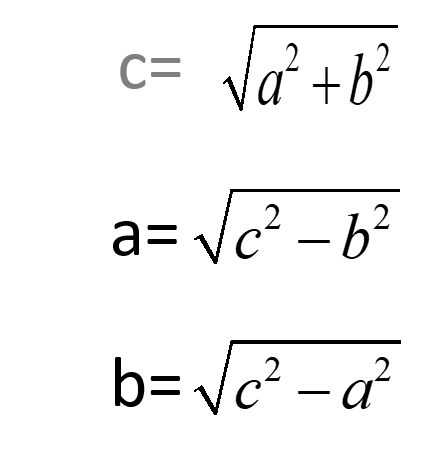 c= √a²+b²
a= √c² − b²
b= √c² − a²